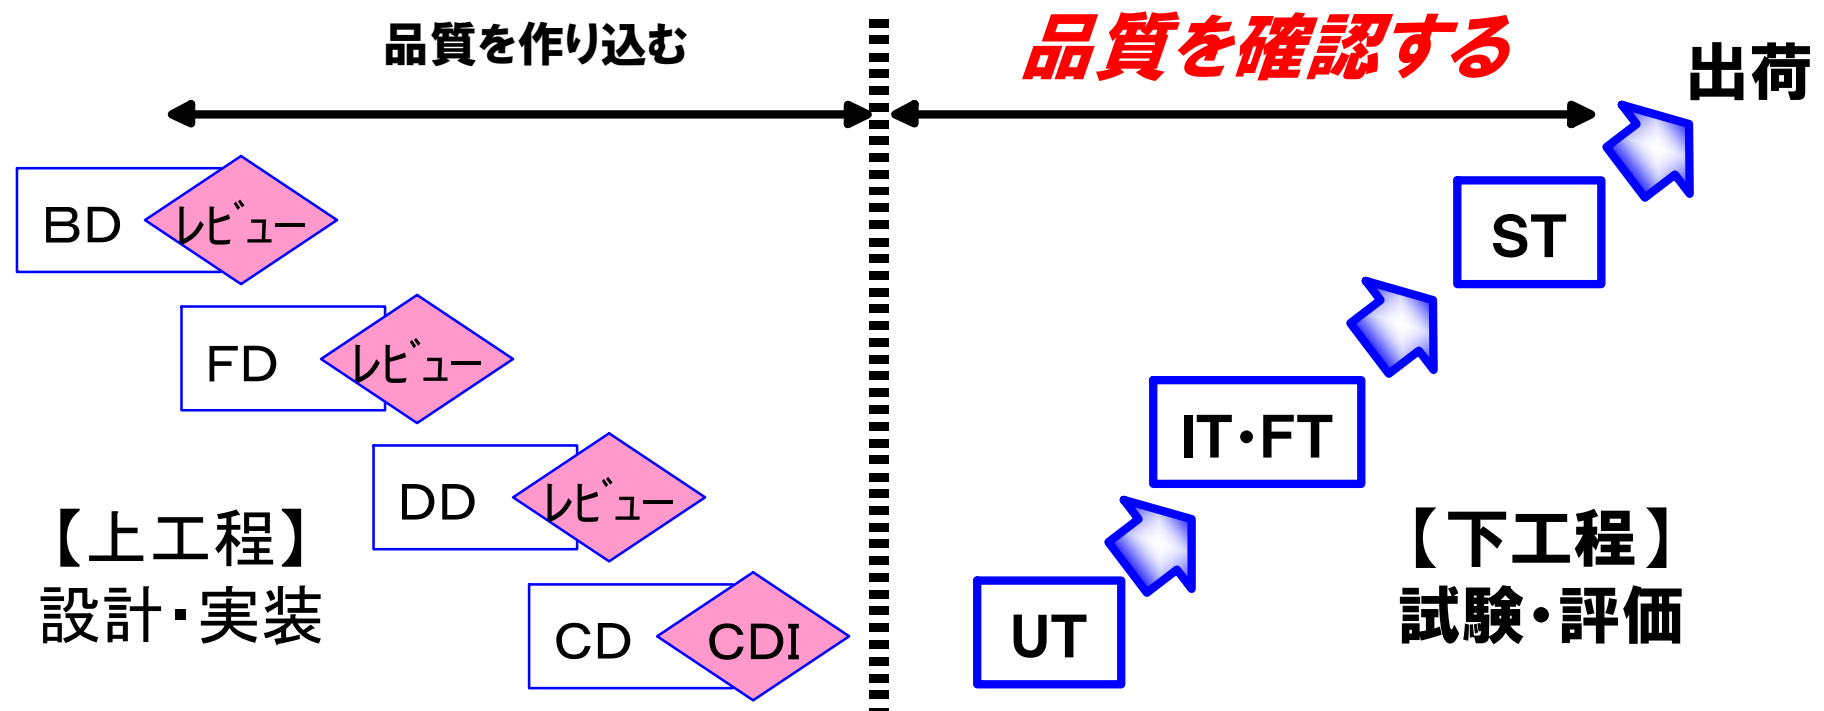 品質を作り込む
品質を確認する
出荷
BD
レビュー
FD
レビュー
DD
レビュー
CD
CDI
【上工程】
設計・実装
ST
IT・FT
UT
【下工程】
試験・評価